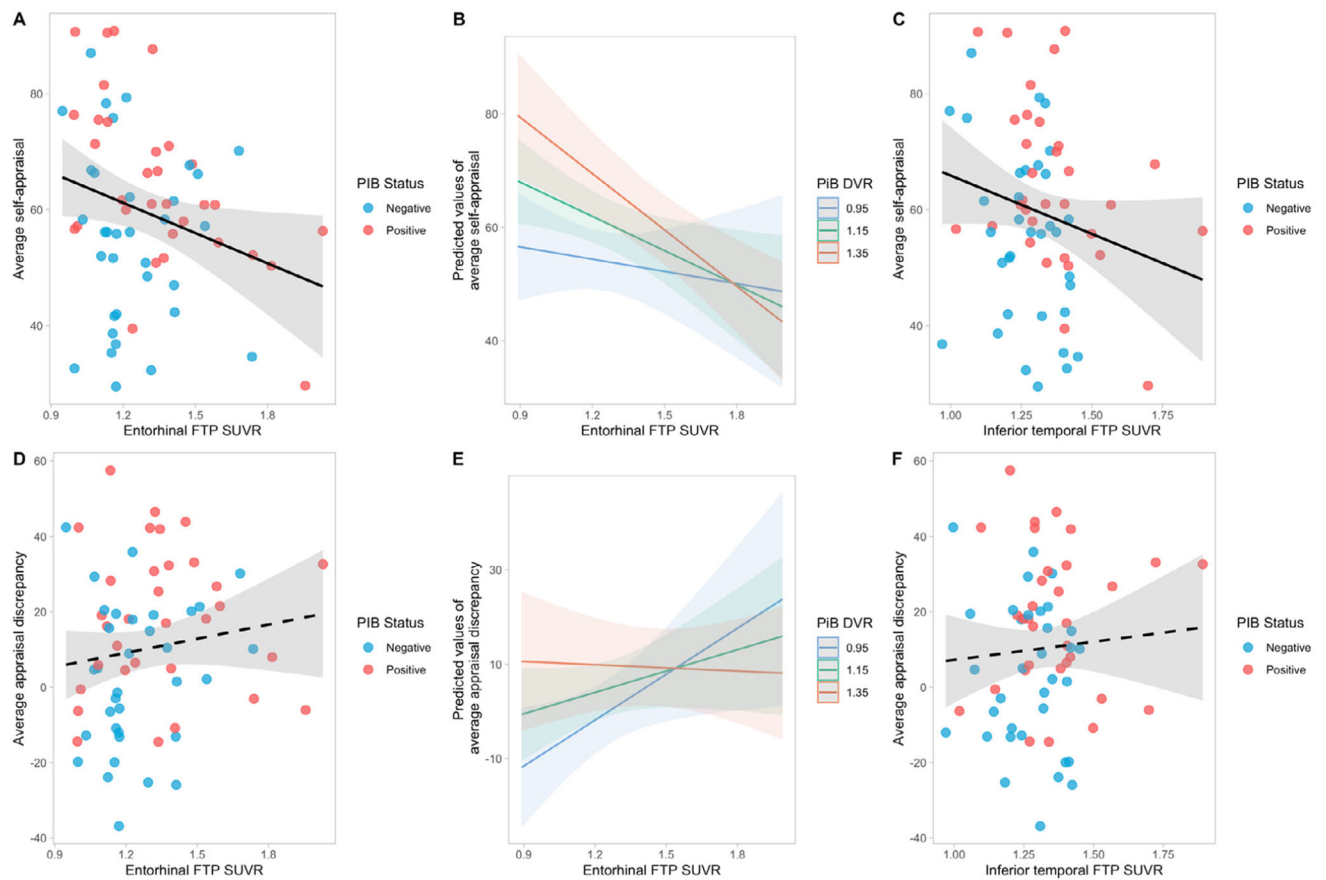 A
80
60
40
0.9 1.2 1.5 1.8
Average self-appraisal
Entorhinal FTP SUVR
PIB Status
Negative
Positive
B
80
60
40
0.9 1.2 1.5 1.8
Predicted values of
average self-appraisal
Entorhinal FTP SUVR
PiB DVR
0.95
1.15
1.35
C
80
60
40
1.00 1.25 1.50 1.75
Average self-appraisal
Inferior temporal FTP SUVR
PIB Status
Negative
Positive
D
60
40
20
0
-20
-40
0.9 1.2 1.5 1.8
Average appraisal discrepancy
Entorhinal FTP SUVR
PIB Status
Negative
Positive
E
30
10
-10
0.9 1.2 1.5 1.8
Predicted values of
average appraisal discrepancy
Entorhinal FTP SUVR
PiB DVR
0.95
1.15
1.35
F
60
40
20
0
-20
-40
1.00 1.25 1.50 1.75
Average appraisal discrepancy
Inferior temporal FTP SUVR
PIB Status
Negative
Positive